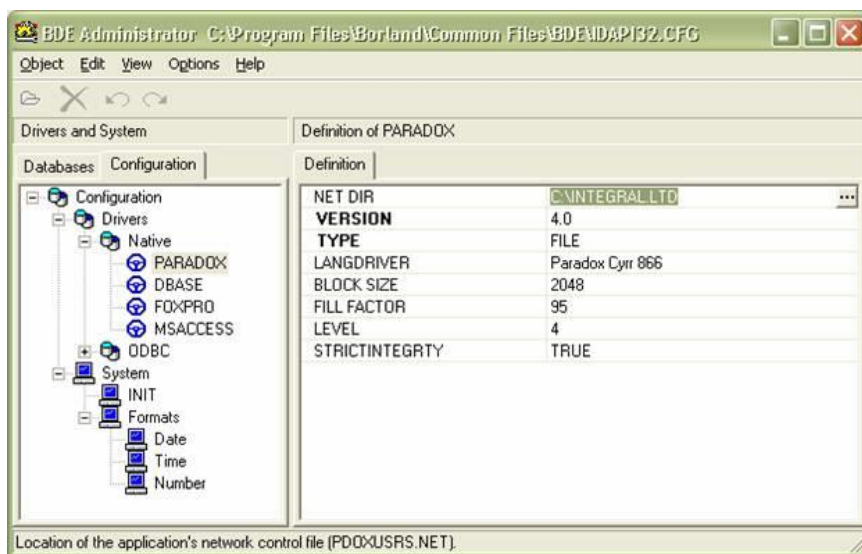 BDE Administrator C:\Program Files\Borland\Common Files\BDE\IDAPI32.CFG
Object Edit View Options Help
Drivers and System
Definition of PARADOX
Databases Configuration
Definition
Configuration
Drivers
Native
PARADOX
DBASE
FOXPRO
MSACCESS
ODBC
System
INIT
Formats
Date
Time
Number
NET DIR C:\INTEGRAL.LTD ...
VERSION 4.0
TYPE FILE
LANGDRIVER Paradox Cyrr 866
BLOCK SIZE 2048
FILL FACTOR 95
LEVEL 4
STRICTINTEGRTY TRUE
Location of the application's network control file (PDOXUSRS.NET).